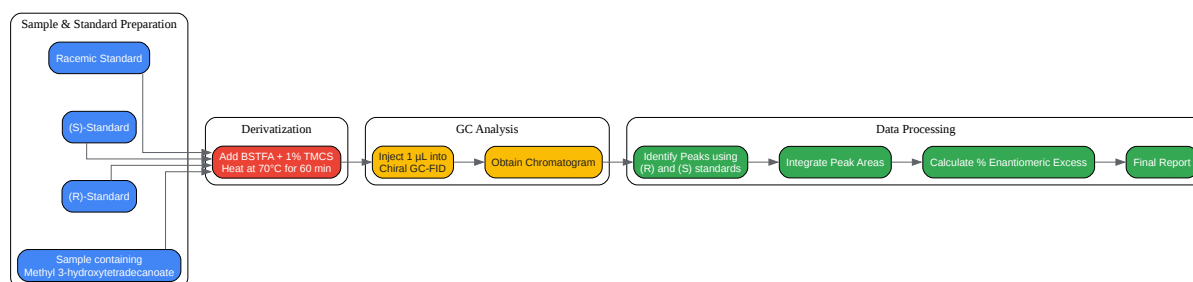 Sample & Standard Preparation
Racemic Standard
(S)-Standard
(R)-Standard
Sample containing
Methyl 3-hydroxytetradecanoate
Derivatization
Add BSTFA + 1% TMCS
Heat at 70°C for 60 min
GC Analysis
Inject 1 µL into
Chiral GC-FID
Obtain Chromatogram
Data Processing
Identify Peaks using
(R) and (S) standards
Integrate Peak Areas
Calculate % Enantiomeric Excess
Final Report